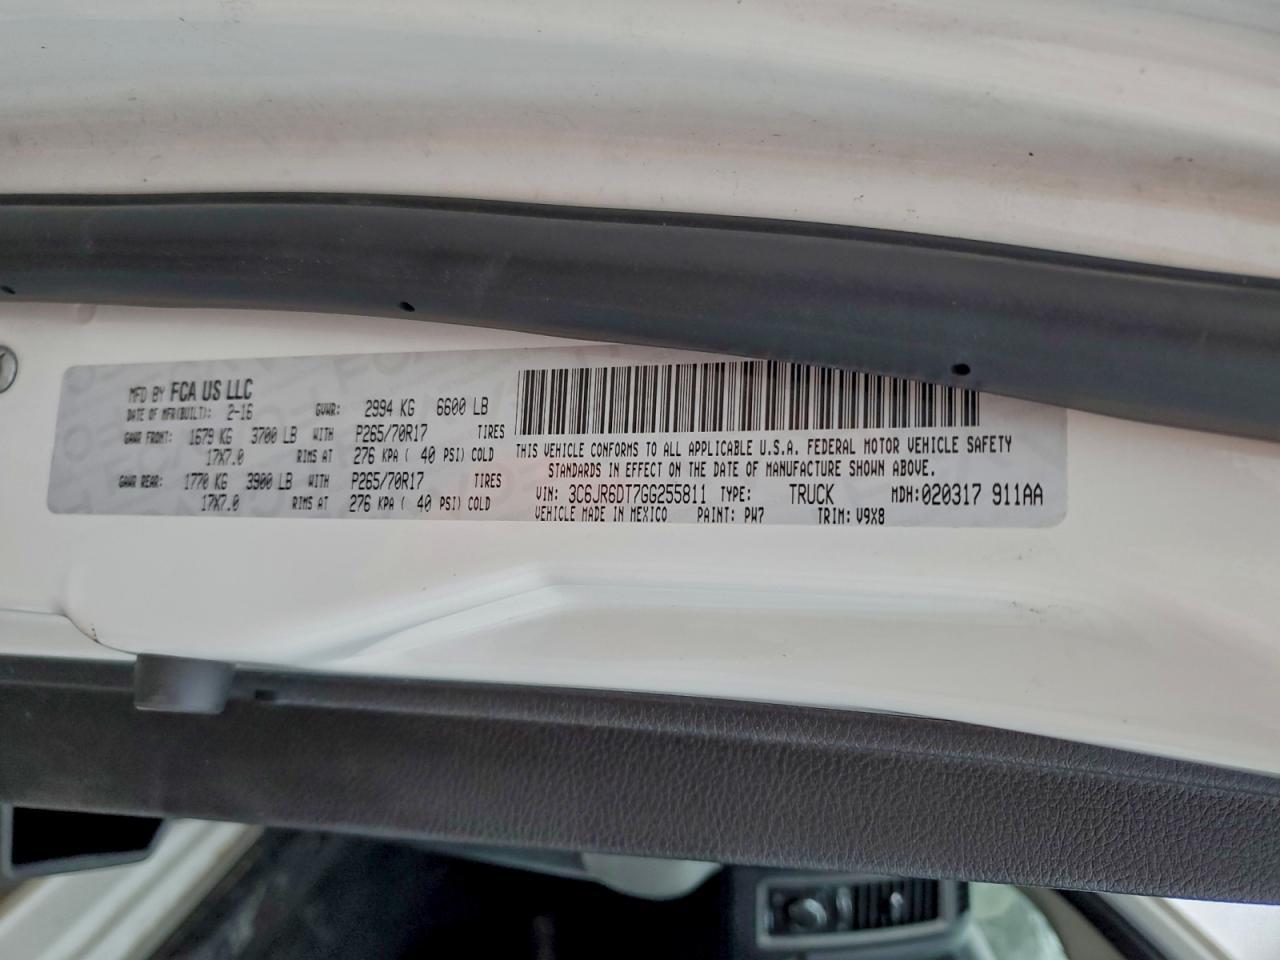 MFD BY FCA US LLC
DATE OF MFR(BUILT): 2-16 GVWR: 2994 KG 6600 LB
GAWR FRONT: 1679 KG 3700 LB WITH P265/70R17 TIRES
17X7.0 RIMS AT 276 KPA ( 40 PSI) COLD
GAWR REAR: 1770 KG 3900 LB WITH P265/70R17 TIRES
17X7.0 RIMS AT 276 KPA ( 40 PSI) COLD
THIS VEHICLE CONFORMS TO ALL APPLICABLE U.S.A. FEDERAL MOTOR VEHICLE SAFETY
STANDARDS IN EFFECT ON THE DATE OF MANUFACTURE SHOWN ABOVE.
VIN: 3C6JR6DT7GG255811 TYPE: TRUCK MDH:020317 911AA
VEHICLE MADE IN MEXICO PAINT: PW7 TRIM: V9X8